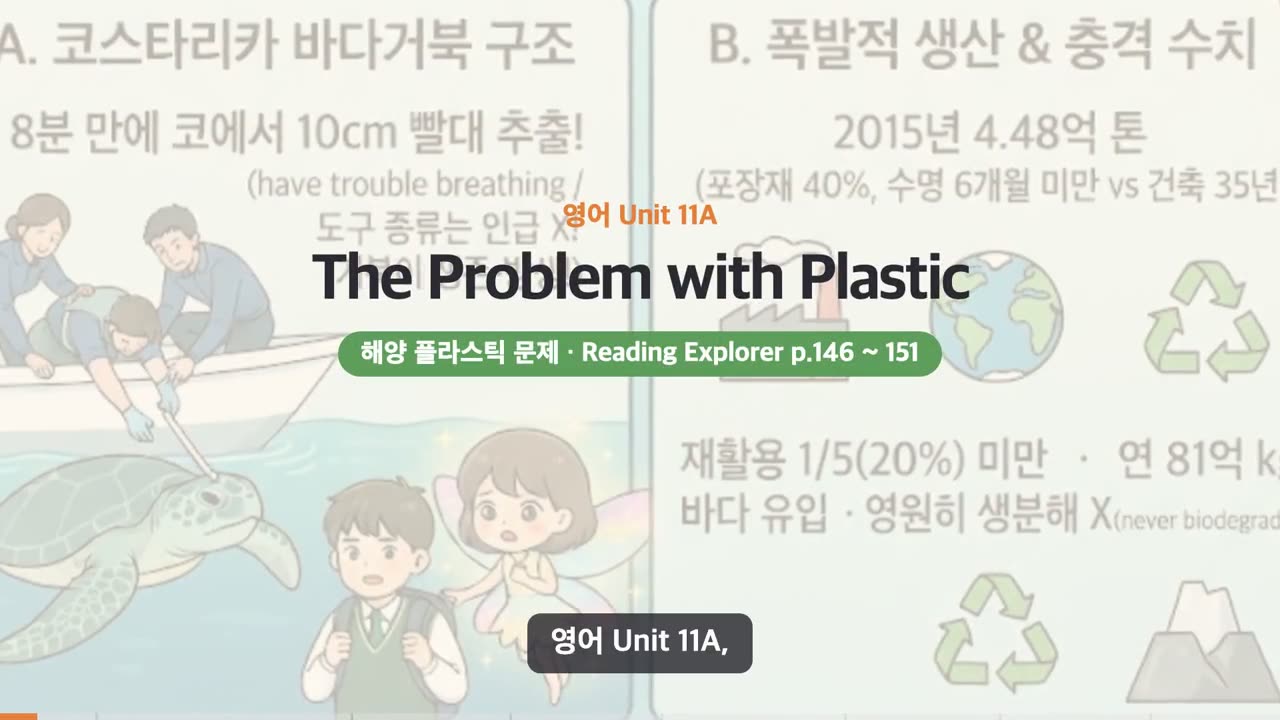 A. 코스타리카 바다거북 구조
8분 만에 코에서 10cm 빨대 추출!
(have trouble breathing /
도구 종류는 언급 X!
B. 폭발적 생산 & 충격 수치
2015년 4.48억 톤
(포장재 40%, 수명 6개월 미만 vs 건축 35년
영어 Unit 11A
The Problem with Plastic
해양 플라스틱 문제 · Reading Explorer p.146 ~ 151
재활용 1/5(20%) 미만 · 연 81억 k
바다 유입 · 영원히 생분해 X(never biodegrad
영어 Unit 11A,